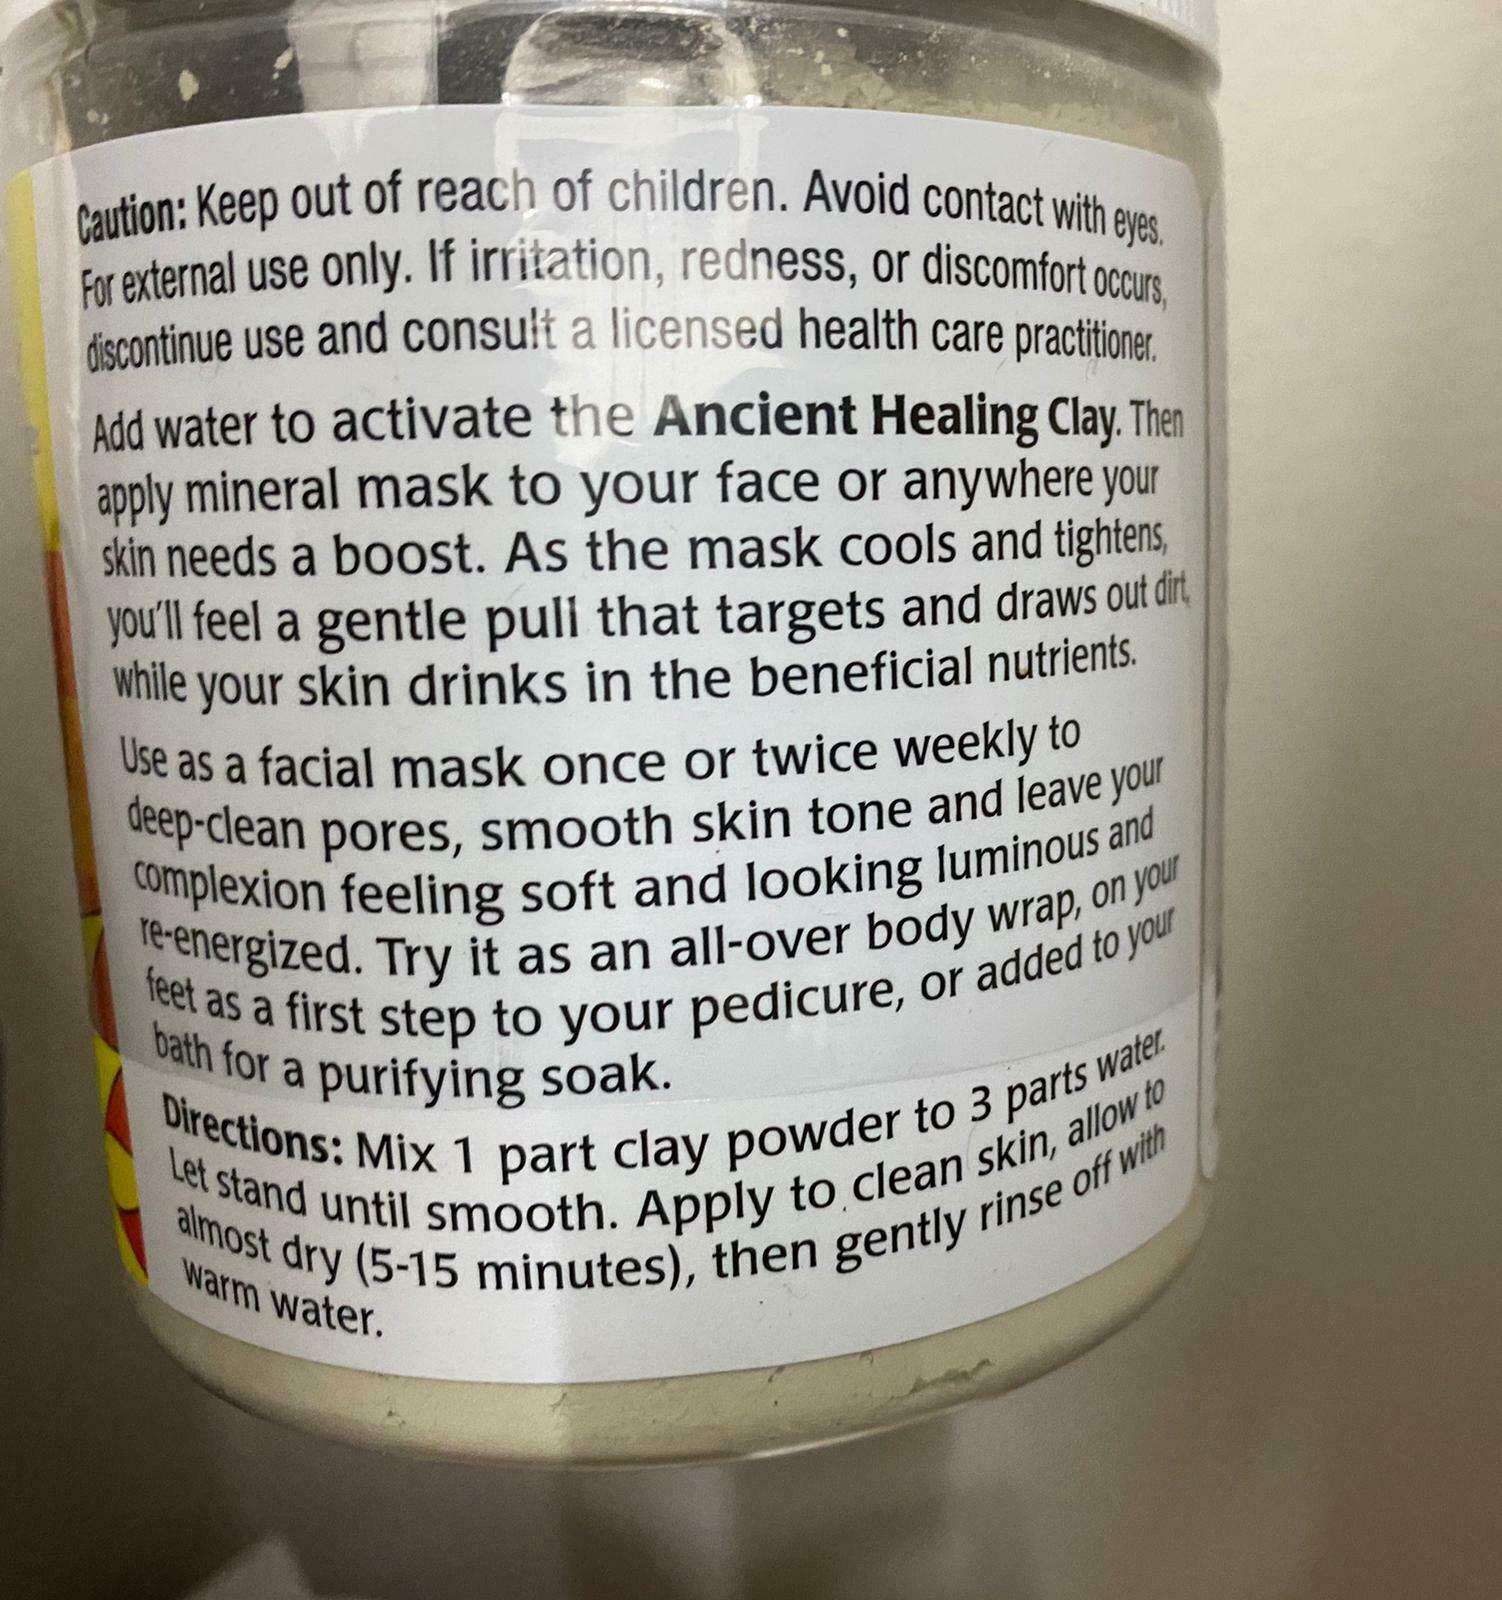 Caution: Keep out of reach of children. Avoid contact with eyes.
For external use only. If irritation, redness, or discomfort occurs,
discontinue use and consult a licensed health care practitioner.
Add water to activate the Ancient Healing Clay. Then
apply mineral mask to your face or anywhere your
skin needs a boost. As the mask cools and tightens,
you'll feel a gentle pull that targets and draws out dirt,
while your skin drinks in the beneficial nutrients.
Use as a facial mask once or twice weekly to
deep-clean pores, smooth skin tone and leave your
complexion feeling soft and looking luminous and
re-energized. Try it as an all-over body wrap, on your
feet as a first step to your pedicure, or added to your
bath for a purifying soak.
Directions: Mix 1 part clay powder to 3 parts water.
Let stand until smooth. Apply to clean skin, allow to
almost dry (5-15 minutes), then gently rinse off with
warm water.